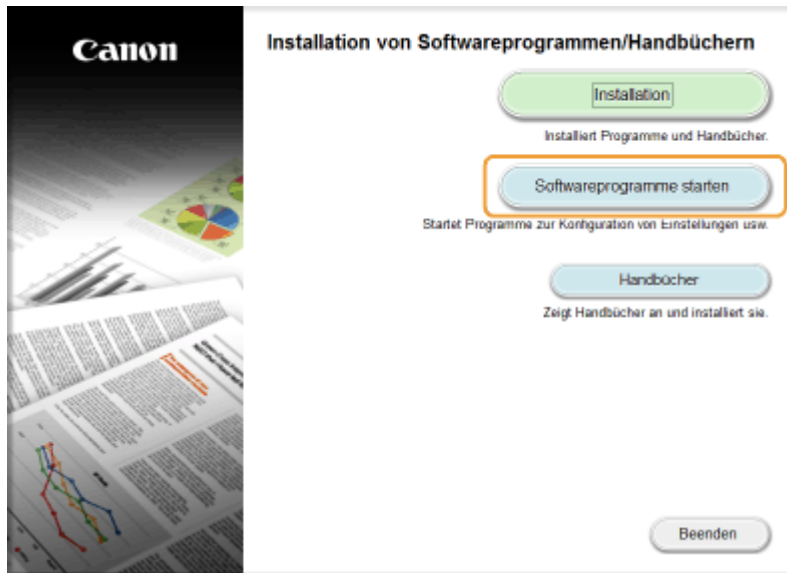 Canon
Installation von Softwareprogrammen/Handbüchern
Installation
Installiert Programme und Handbücher.
Softwareprogramme starten
Startet Programme zur Konfiguration von Einstellungen usw.
Handbücher
Zeigt Handbücher an und installiert sie.
Beenden